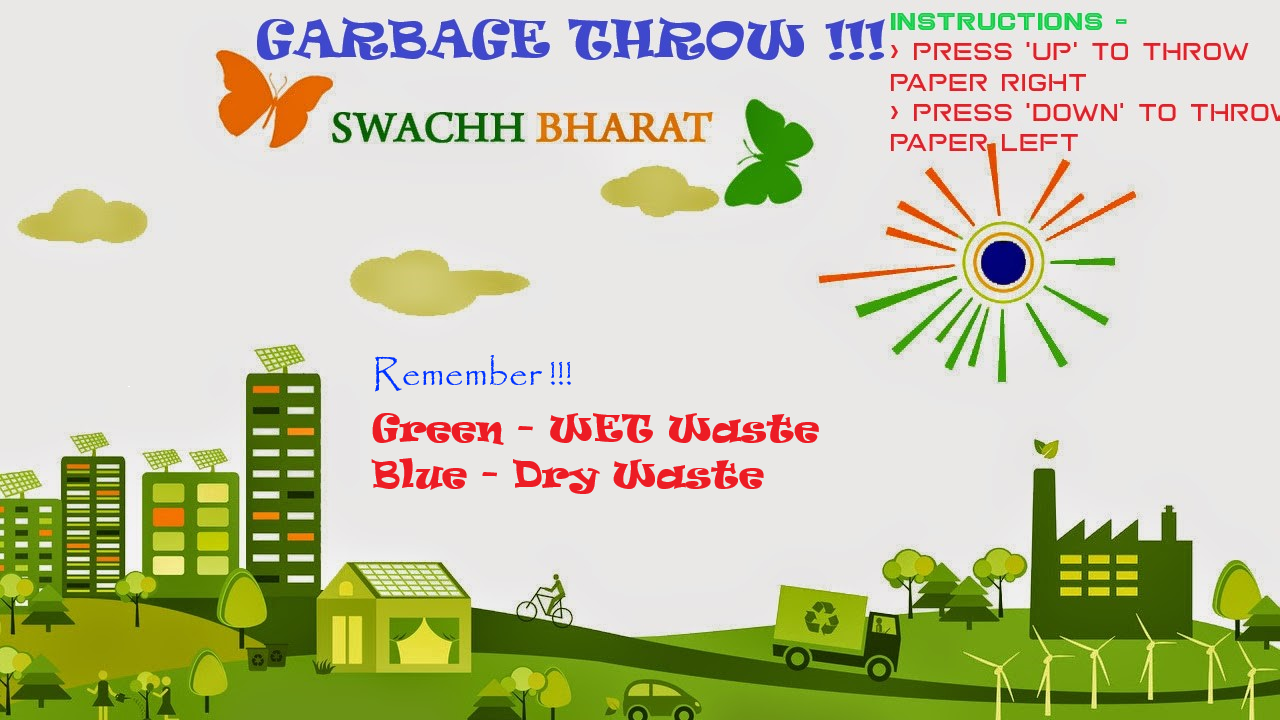 GARBAGE THROW !!!
INSTRUCTIONS -
> PRESS 'UP' TO THROW
PAPER RIGHT
> PRESS 'DOWN' TO THROW
PAPER LEFT
SWACHH BHARAT
Remember !!!
Green - WET Waste
Blue - Dry Waste